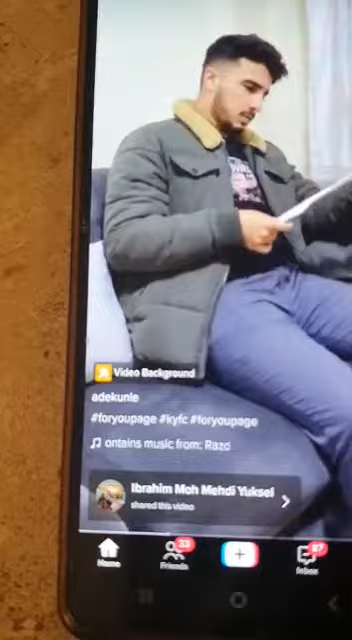 Video Background
adekunle
#foryoupage #kyfc #foryoupage
ontains music from: Razo
Ibrahim Moh Mehdi Yuksel
shared this video
Home
33
Friends
87
Inbox